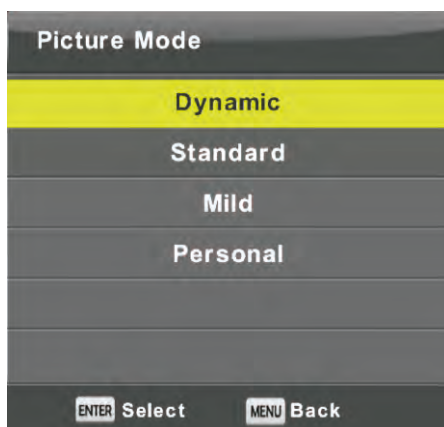 Picture Mode
Dynamic
Standard
Mild
Personal
ENTER Select MENU Back